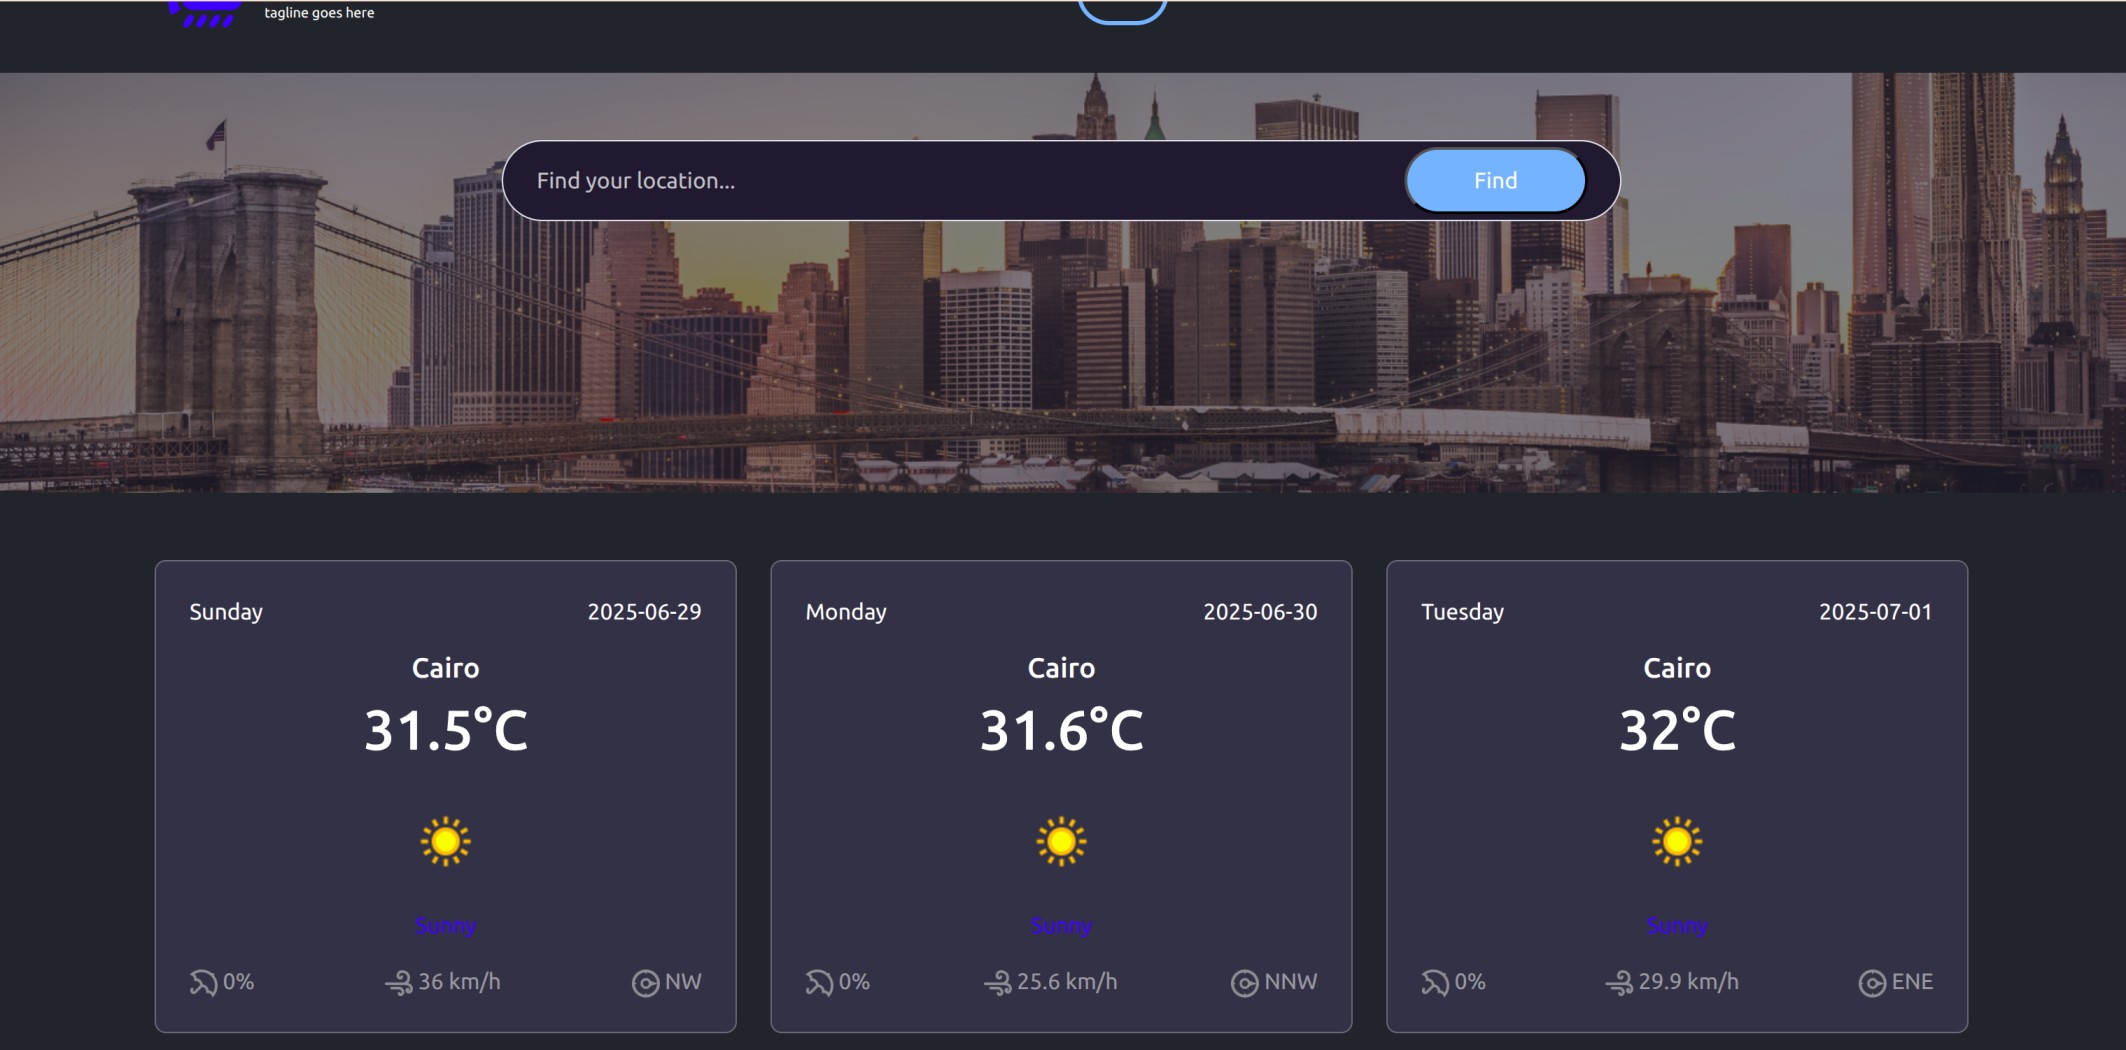 tagline goes here
Find your location...
Find
Sunday 2025-06-29
Cairo
31.5°C
Sunny
0% 36 km/h NW
Monday 2025-06-30
Cairo
31.6°C
Sunny
0% 25.6 km/h NNW
Tuesday 2025-07-01
Cairo
32°C
Sunny
0% 29.9 km/h ENE